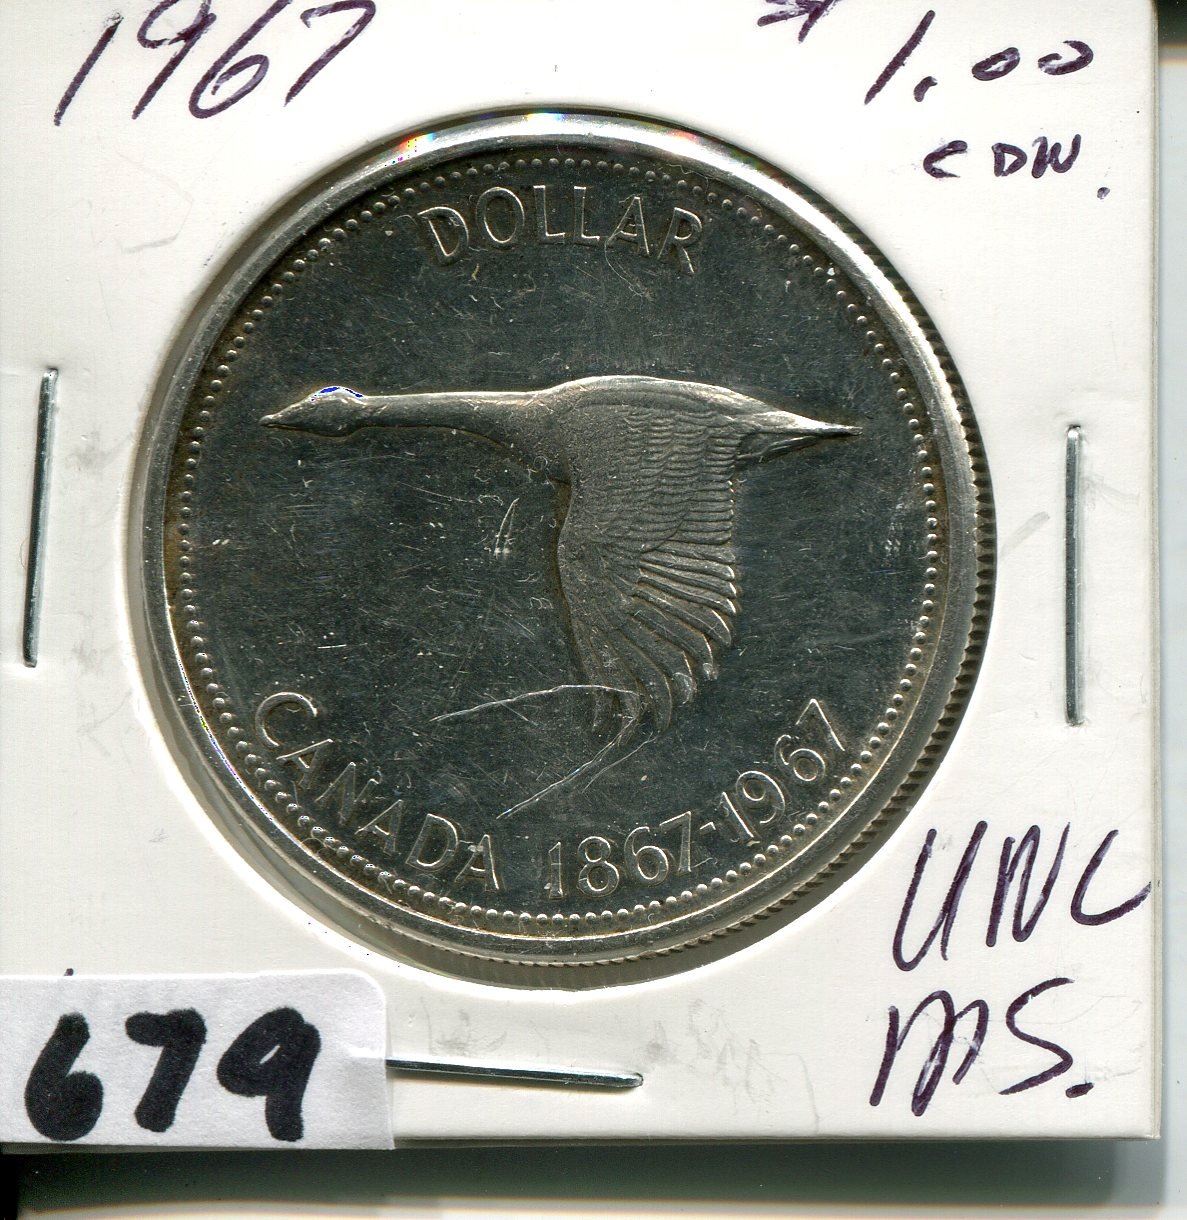 1967
$1.00
CDN.
DOLLAR
CANADA 1867-1967
UNC
MS.
679